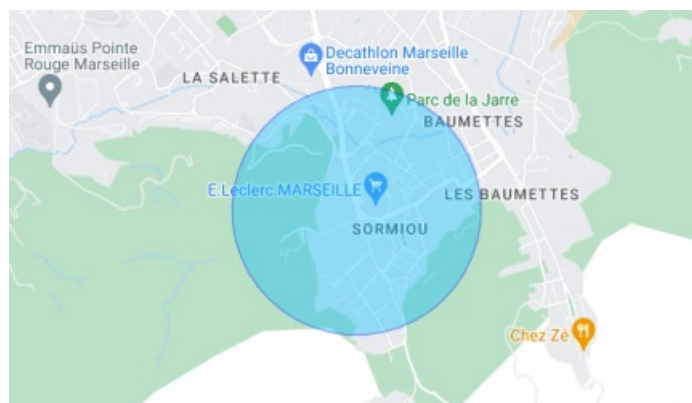 Emmaüs Pointe
Rouge Marseille
LA SALETTE
Decathlon Marseille
Bonneveine
Parc de la Jarre
BAUMETTES
E.Leclerc MARSEILLE
LES BAUMETTES
SORMIOU
Chez Zé